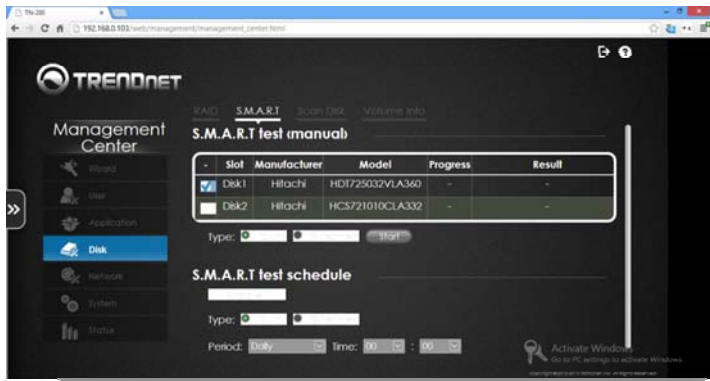 TN-200
192.168.0.103/web/management/management_center.html
TRENDnET
RAID S.M.A.R.T Scan Disk Volume Info
Management
Center
S.M.A.R.T test (manual)
- Slot Manufacturer Model Progress Result
Disk1 Hitachi HDT725032VLA360 - -
Disk2 Hitachi HCS721010CLA332 - -
Type: Start
Wizard
User
Application
Disk
Network
System
Status
S.M.A.R.T test schedule
Type:
Period: Daily Time: 00 : 00
Activate Windows
Go to PC settings to activate Windows.